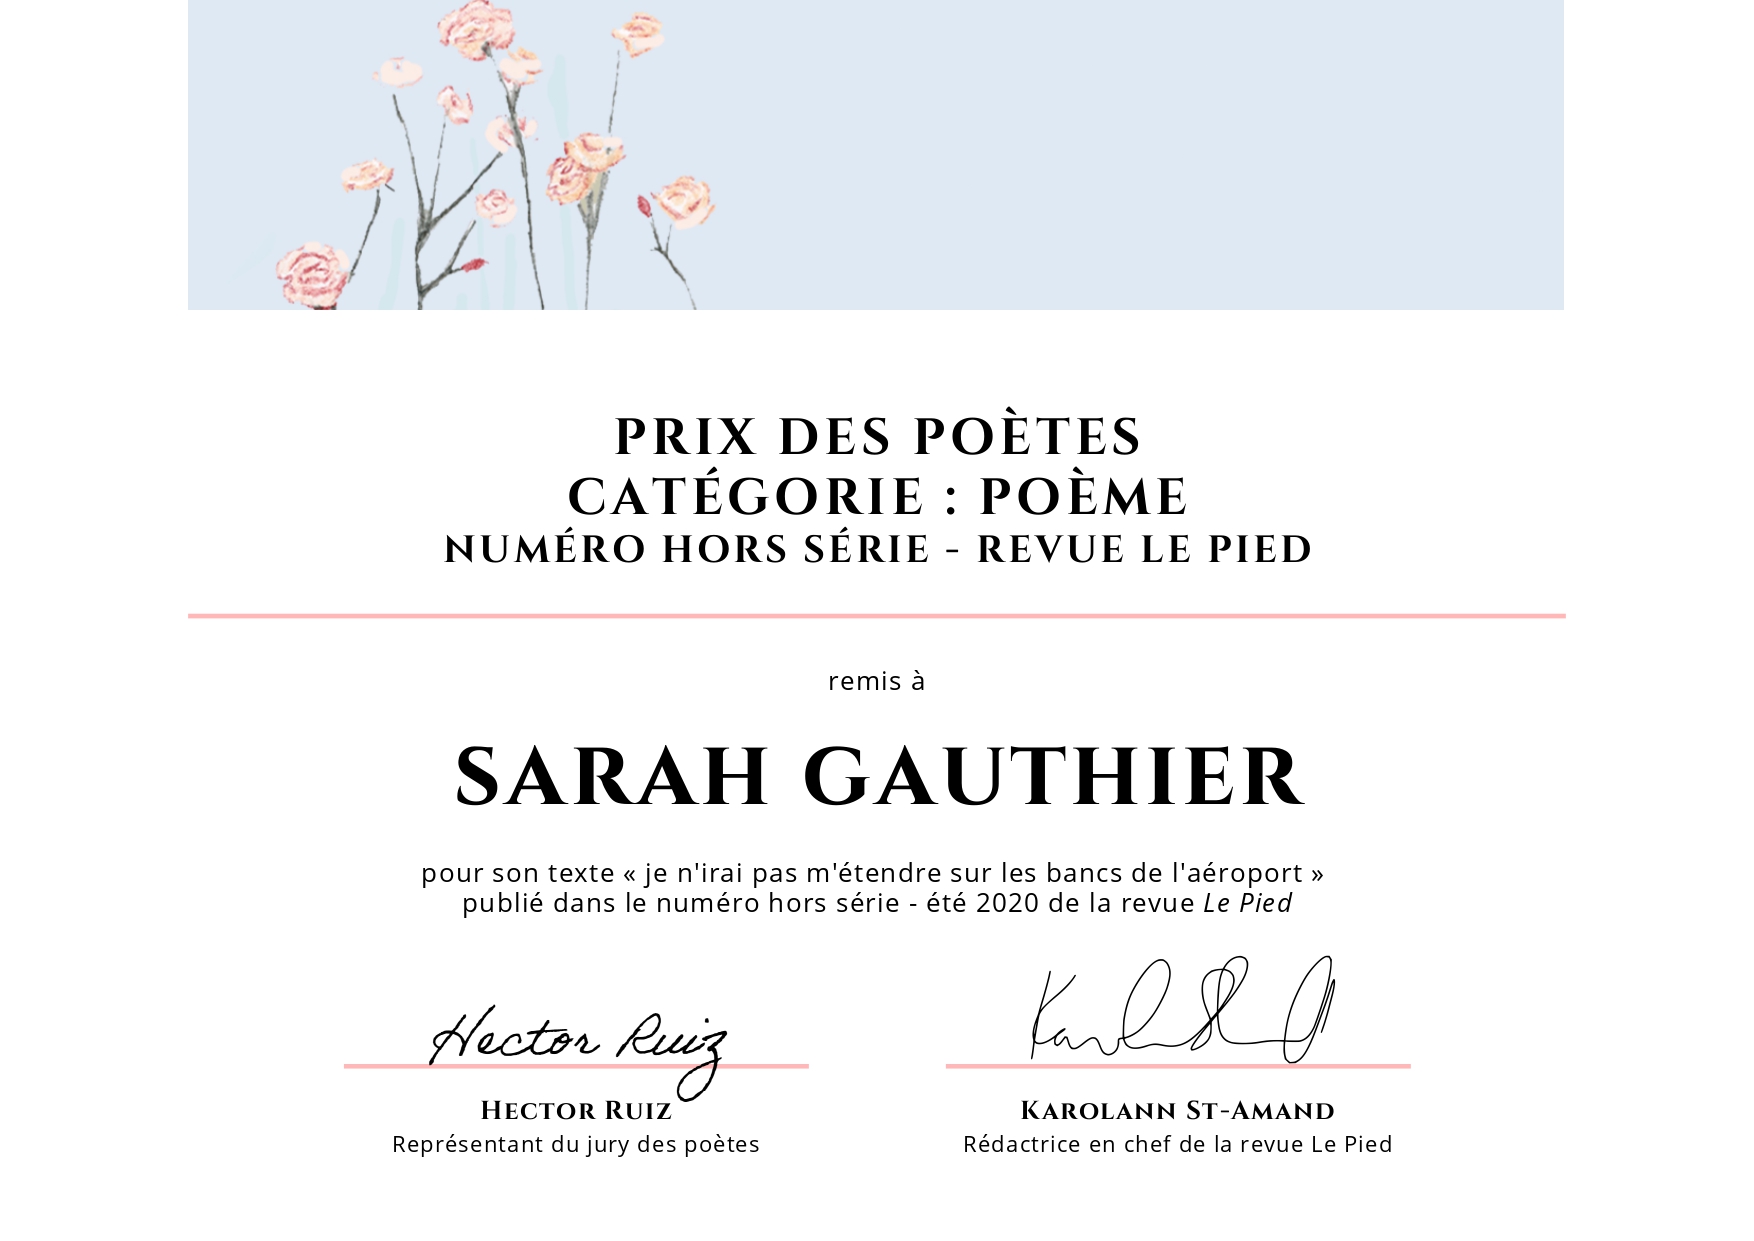 PRIX DES POÈTES
CATÉGORIE : POÈME
NUMÉRO HORS SÉRIE - REVUE LE PIED
remis à
SARAH GAUTHIER
pour son texte « je n'irai pas m'étendre sur les bancs de l'aéroport »
publié dans le numéro hors série - été 2020 de la revue Le Pied
Hector Ruiz
HECTOR RUIZ
Représentant du jury des poètes
KAROLANN ST-AMAND
Rédactrice en chef de la revue Le Pied